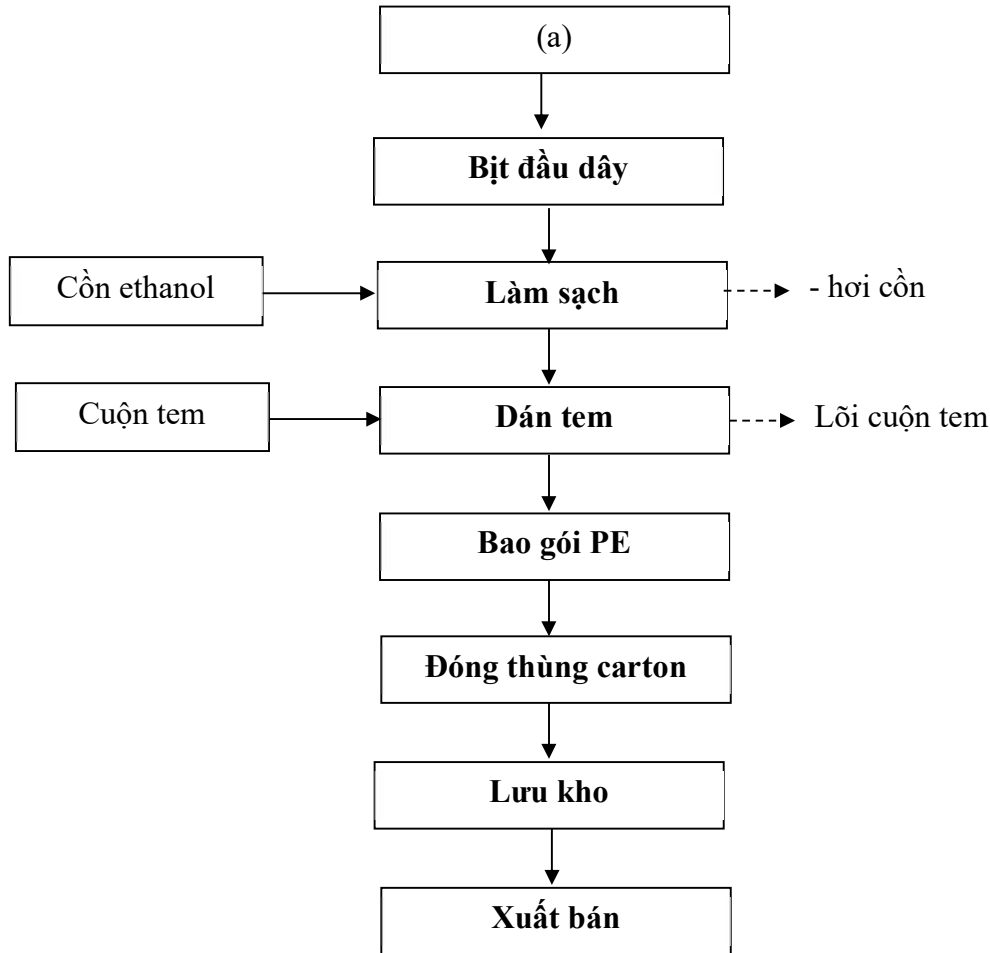 (a)
Bịt đầu dây
Cồn ethanol
Làm sạch
- hơi cồn
Cuộn tem
Dán tem
Lõi cuộn tem
Bao gói PE
Đóng thùng carton
Lưu kho
Xuất bán